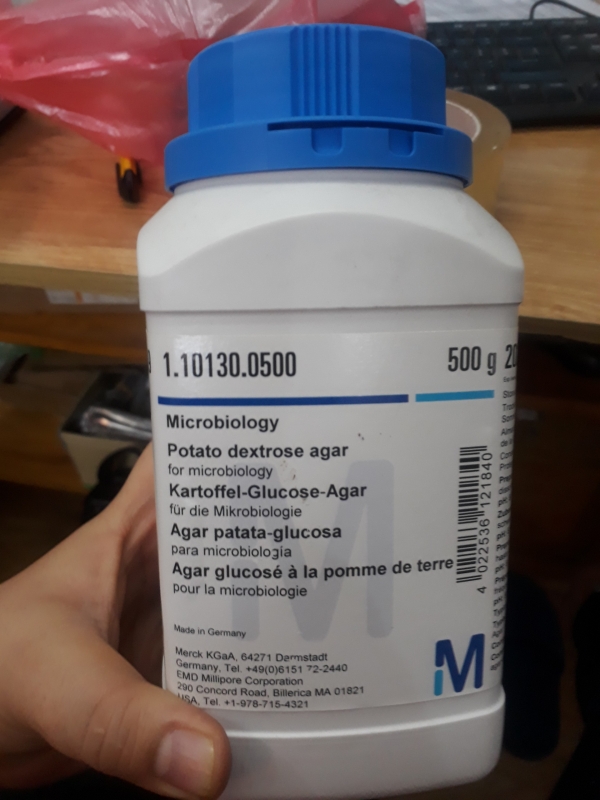 1.10130.0500
500 g
Microbiology
Potato dextrose agar
for microbiology
Kartoffel-Glucose-Agar
für die Mikrobiologie
Agar patata-glucosa
para microbiología
Agar glucosé à la pomme de terre
pour la microbiologie
Made in Germany
Merck KGaA, 64271 Darmstadt
Germany, Tel. +49(0)6151 72-2440
EMD Millipore Corporation
290 Concord Road, Billerica MA 01821
USA, Tel. +1-978-715-4321
4 022536 121840
M